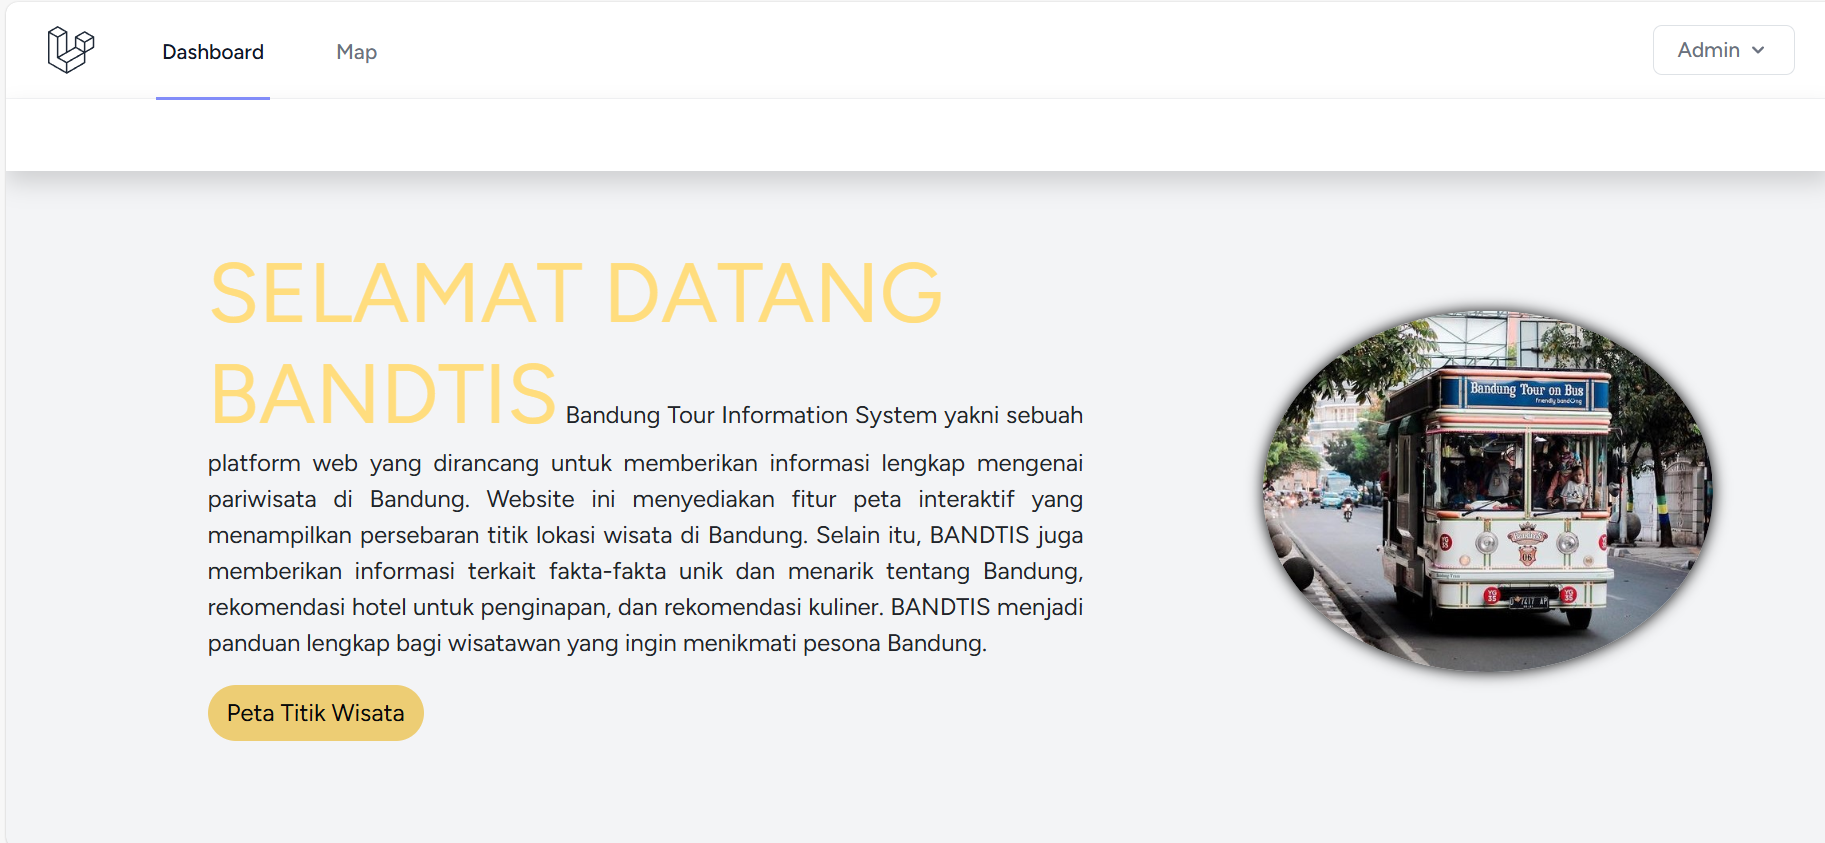 Dashboard Map Admin
SELAMAT DATANG
BANDTIS Bandung Tour Information System yakni sebuah
platform web yang dirancang untuk memberikan informasi lengkap mengenai
pariwisata di Bandung. Website ini menyediakan fitur peta interaktif yang
menampilkan persebaran titik lokasi wisata di Bandung. Selain itu, BANDTIS juga
memberikan informasi terkait fakta-fakta unik dan menarik tentang Bandung,
rekomendasi hotel untuk penginapan, dan rekomendasi kuliner. BANDTIS menjadi
panduan lengkap bagi wisatawan yang ingin menikmati pesona Bandung.
Peta Titik Wisata
Bandung Tour on Bus
friendly bandung
06